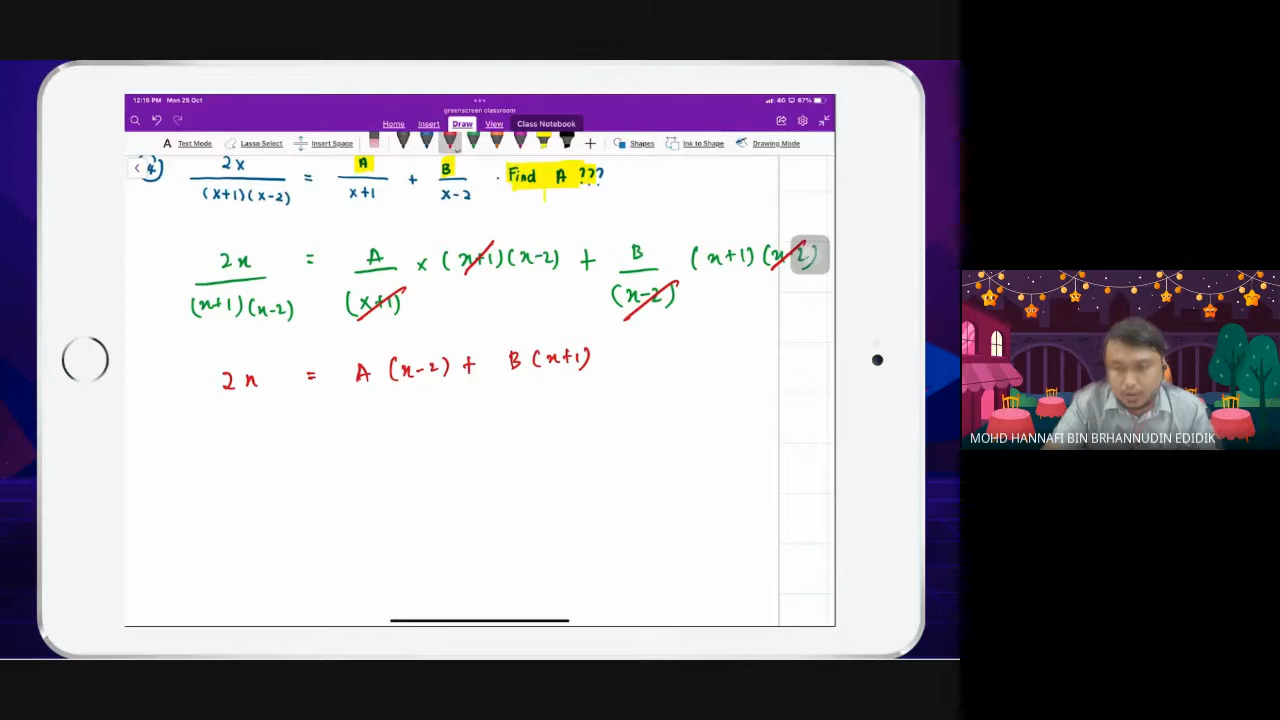 12:16 PM Mon 25 Oct
4G 67%
greenscreen classroom
Home Insert Draw View Class Notebook
A Text Mode Lasso Select Insert Space Shapes Ink to Shape Drawing Mode
4) 2x / (x+1)(x-2) = A / x+1 + B / x-2 . Find A ???
2x / (x+1)(x-2) = A / (x+1) × (x+1)(x-2) + B / (x-2) (x+1)(x-2)
2x = A (x-2) + B (x+1)
MOHD HANNAFI BIN BRHANNUDIN EDIDIK